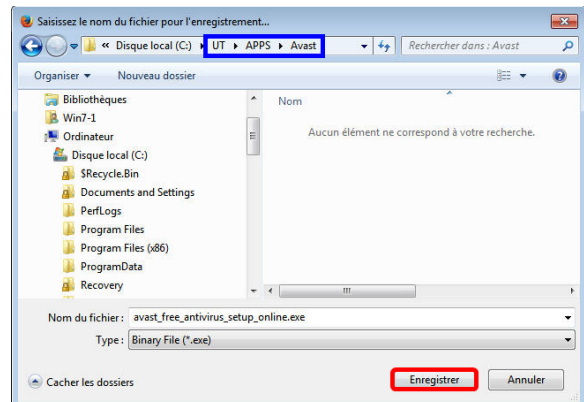 Saisissez le nom du fichier pour l'enregistrement...
« Disque local (C:) UT APPS Avast Rechercher dans : Avast
Organiser Nouveau dossier
Bibliothèques
Win7-1
Ordinateur
Disque local (C:)
$Recycle.Bin
Documents and Settings
PerfLogs
Program Files
Program Files (x86)
ProgramData
Recovery
Nom
Aucun élément ne correspond à votre recherche.
Nom du fichier : avast_free_antivirus_setup_online.exe
Type : Binary File (*.exe)
Cacher les dossiers Enregistrer Annuler